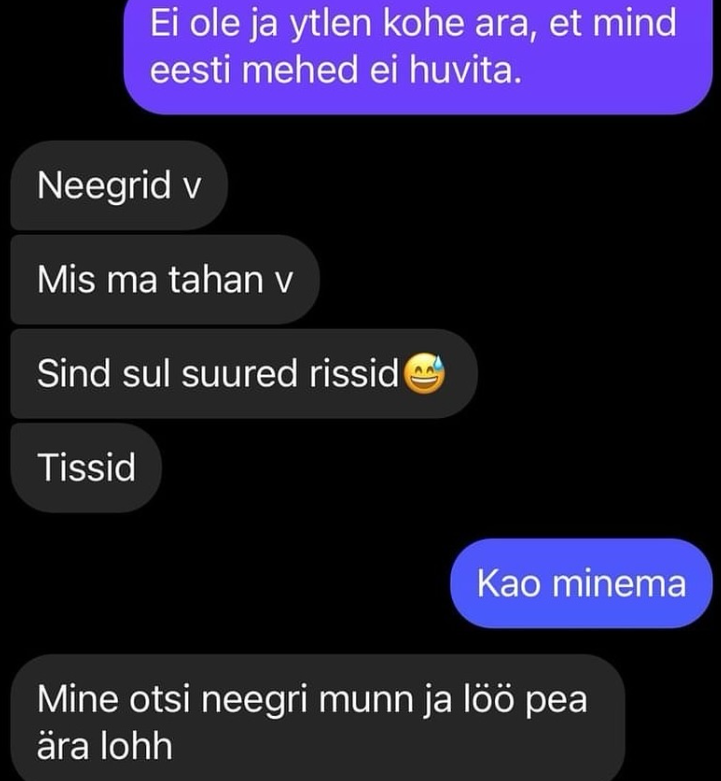 Ei ole ja ytlen kohe ara, et mind
eesti mehed ei huvita.
Neegrid v
Mis ma tahan v
Sind sul suured rissid😅
Tissid
Kao minema
Mine otsi neegri munn ja löö pea
ära lohh